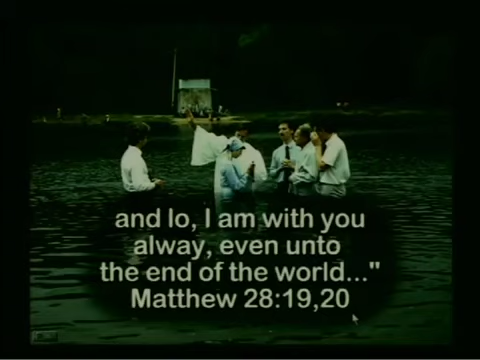 and lo, I am with you
alway, even unto
the end of the world..."
Matthew 28:19,20